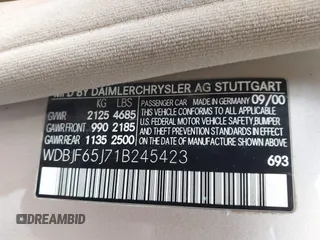 MFD BY DAIMLERCHRYSLER AG STUTTGART
KG LBS MADE IN GERMANY 09/00
GVWR 2125 4685
GAWR FRONT 990 2185
GAWR REAR 1135 2500
THIS VEHICLE CONFORMS TO ALL APPLICABLE
U.S. FEDERAL MOTOR VEHICLE SAFETY, BUMPER
AND THEFT PREVENTION STANDARDS
IN EFFECT ON THE DATE OF MANUFACTURE
SHOWN ABOVE. PASSENGER CAR
WDBJF65J71B245423
693
© DREAMBID